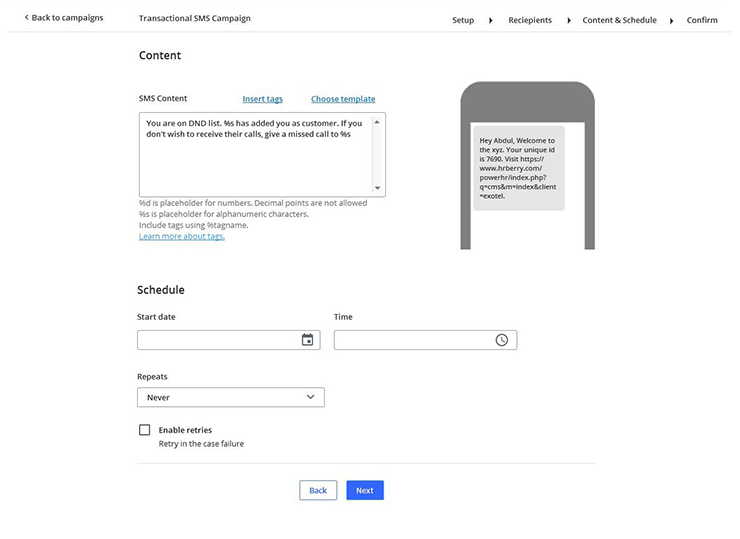 Back to campaigns
Transactional SMS Campaign
Setup
Reciepients
Content & Schedule
Confirm
Content
SMS Content
Insert tags
Choose template
You are on DND list. %s has added you as customer. If you
don't wish to receive their calls, give a missed call to %s
%d is placeholder for numbers. Decimal points are not allowed
%s is placeholder for alphanumeric characters.
Include tags using %tagname.
Learn more about tags.
Hey Abdul, Welcome to
the xyz. Your unique id
is 7690. Visit https://
www.hrberry.com/
powerhr/index.php?
q=cms&m=index&client
=exotel.
Schedule
Start date
Time
Repeats
Never
Enable retries
Retry in the case failure
Back
Next